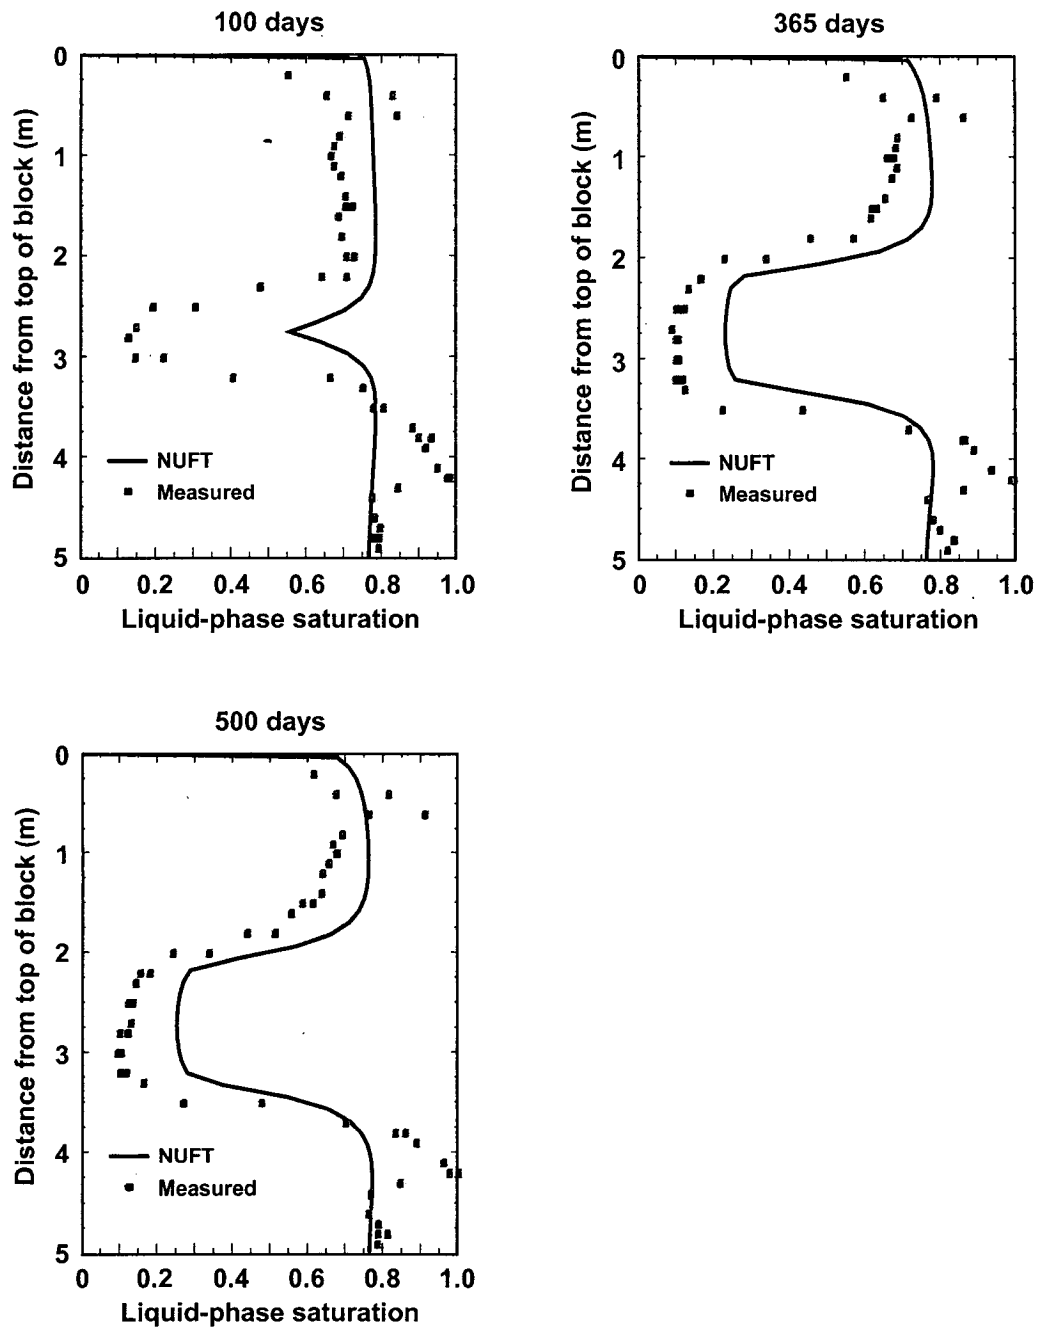 100 days
0
1
2
3
4
5
Distance from top of block (m)
NUFT
Measured
0 0.2 0.4 0.6 0.8 1.0
Liquid-phase saturation
365 days
0
1
2
3
4
5
Distance from top of block (m)
NUFT
Measured
0 0.2 0.4 0.6 0.8 1.0
Liquid-phase saturation
500 days
0
1
2
3
4
5
Distance from top of block (m)
NUFT
Measured
0 0.2 0.4 0.6 0.8 1.0
Liquid-phase saturation